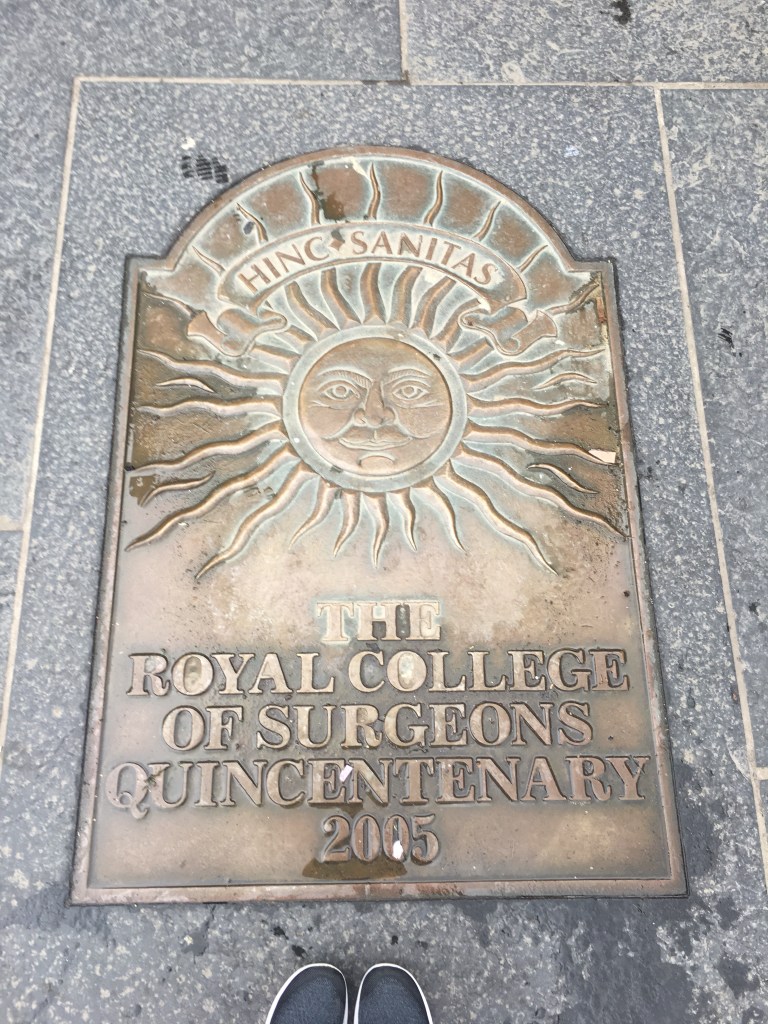 HINC SANITAS
THE
ROYAL COLLEGE
OF SURGEONS
QUINCENTENARY
2005